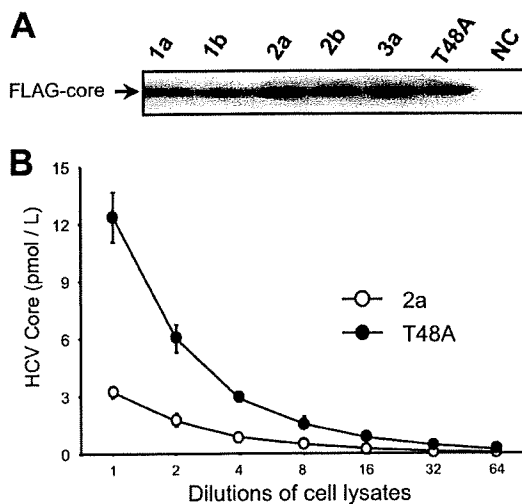 A
1a 1b 2a 2b 3a T48A NC
FLAG-core
B
15
12
9
6
3
0
HCV Core (pmol / L)
2a
T48A
1 2 4 8 16 32 64
Dilutions of cell lysates